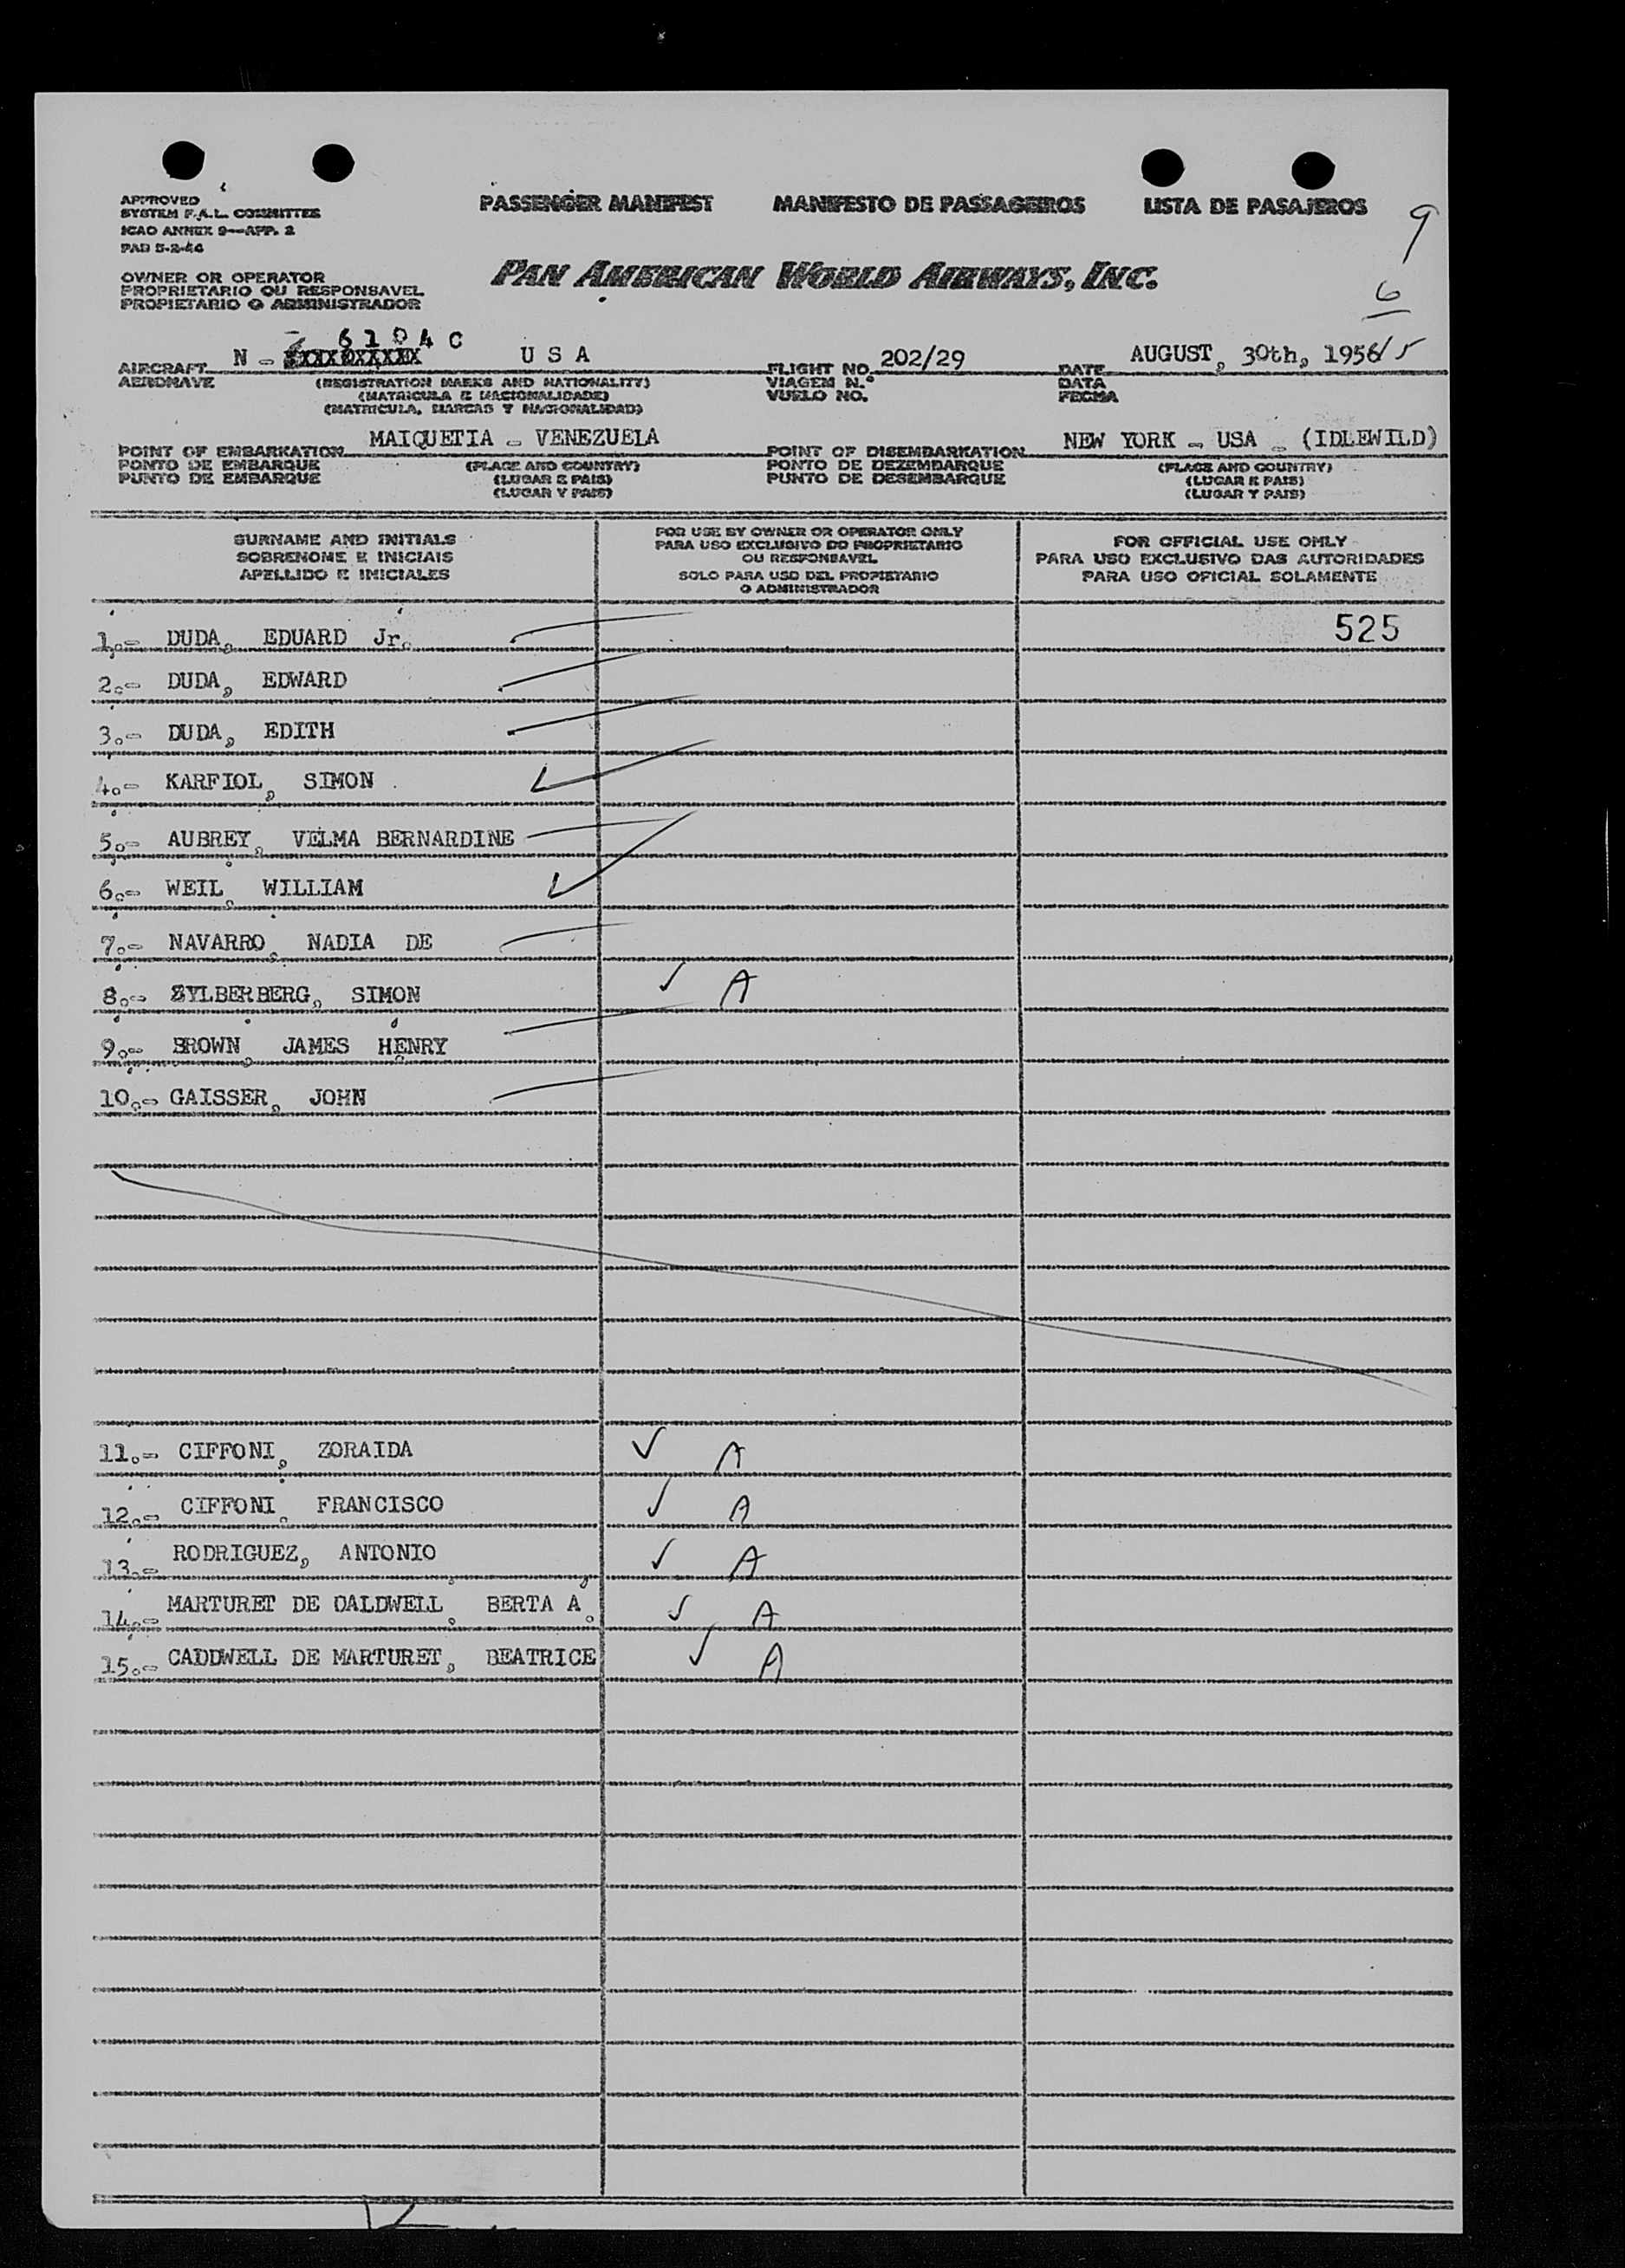 APPROVED
SYSTEM F.A.L. COMMITTEE
ICAO ANNEX 9—APP. 2
PAD 5-2-46
PASSENGER MANIFEST MANIFESTO DE PASSAGEIROS LISTA DE PASAJEROS
9
OWNER OR OPERATOR
PROPRIETARIO OU RESPONSAVEL
PROPIETARIO O ADMINISTRADOR
PAN AMERICAN WORLD AIRWAYS, INC.
6
15
AIRCRAFT N - 6104C U S A FLIGHT NO. 202/29 DATE AUGUST, 30th, 1956
AERONAVE (REGISTRATION MARKS AND NATIONALITY) VIAGEM N.º DATA
(MATRICULA E NACIONALIDADE) VUELO NO. FECHA
(MATRICULA, MARCAS Y NACIONALIDAD)
POINT OF EMBARKATION MAIQUETIA - VENEZUELA POINT OF DISEMBARKATION NEW YORK - USA - (IDLEWILD)
PONTO DE EMBARQUE (PLACE AND COUNTRY) PONTO DE DEZEMBARQUE (PLACE AND COUNTRY)
PUNTO DE EMBARQUE (LUGAR E PAIS) PUNTO DE DESEMBARQUE (LUGAR E PAIS)
(LUGAR Y PAIS) (LUGAR Y PAIS)
SURNAME AND INITIALS
SOBRENOME E INICIAIS
APELLIDO E INICIALES
FOR USE BY OWNER OR OPERATOR ONLY
PARA USO EXCLUSIVO DO PROPRIETARIO
OU RESPONSAVEL
SOLO PARA USO DEL PROPIETARIO
O ADMINISTRADOR
FOR OFFICIAL USE ONLY
PARA USO EXCLUSIVO DAS AUTORIDADES
PARA USO OFICIAL SOLAMENTE
1.- DUDA, EDUARD Jr. 525
2.- DUDA, EDWARD
3.- DUDA, EDITH
4.- KARFIOL, SIMON
5.- AUBREY, VELMA BERNARDINE
6.- WEIL, WILLIAM
7.- NAVARRO, NADIA DE
8.- ZYLBERBERG, SIMON ✓ A
9.- BROWN, JAMES HENRY
10.- GAISSER, JOHN
11.- CIFFONI, ZORAIDA ✓ A
12.- CIFFONI, FRANCISCO ✓ A
13.- RODRIGUEZ, ANTONIO ✓ A
14.- MARTURET DE CALDWELL, BERTA A. ✓ A
15.- CADDWELL DE MARTURET, BEATRICE ✓ A